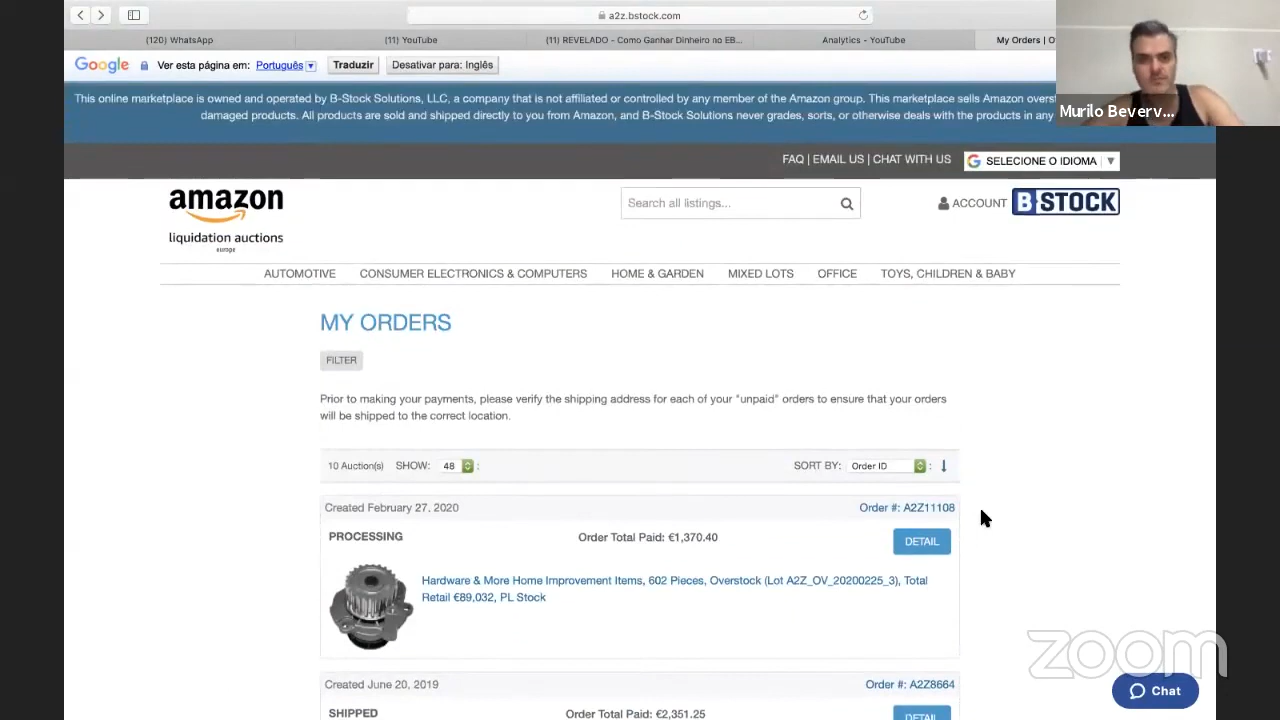 a2z.bstock.com
(120) WhatsApp
(11) YouTube
(11) REVELADO - Como Ganhar Dinheiro no EB...
Analytics - YouTube
My Orders | O
Google
Ver esta página em: Português
Traduzir
Desativar para: Inglês
This online marketplace is owned and operated by B-Stock Solutions, LLC, a company that is not affiliated or controlled by any member of the Amazon group. This marketplace sells Amazon overst
damaged products. All products are sold and shipped directly to you from Amazon, and B-Stock Solutions never grades, sorts, or otherwise deals with the products in any
Murilo Beverv...
FAQ | EMAIL US | CHAT WITH US
SELECIONE O IDIOMA
amazon
liquidation auctions
europe
Search all listings...
ACCOUNT
B-STOCK
AUTOMOTIVE CONSUMER ELECTRONICS & COMPUTERS HOME & GARDEN MIXED LOTS OFFICE TOYS, CHILDREN & BABY
MY ORDERS
FILTER
Prior to making your payments, please verify the shipping address for each of your "unpaid" orders to ensure that your orders
will be shipped to the correct location.
10 Auction(s) SHOW: 48 :
SORT BY: Order ID :
Created February 27, 2020
Order #: A2Z11108
PROCESSING
Order Total Paid: €1,370.40
DETAIL
Hardware & More Home Improvement Items, 602 Pieces, Overstock (Lot A2Z_OV_20200225_3), Total
Retail €89,032, PL Stock
zoom
Chat
Created June 20, 2019
Order #: A2Z8664
SHIPPED
Order Total Paid: €2,351.25
DETAIL